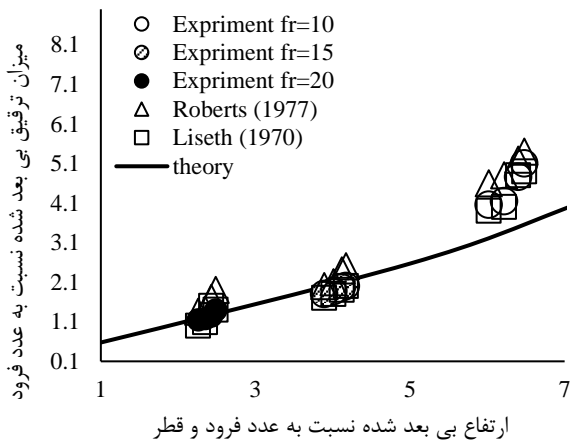 میزان ترقیق بی بعد شده نسبت به عدد فرود
8.1
7.1
6.1
5.1
4.1
3.1
2.1
1.1
0.1
Expriment fr=10
Expriment fr=15
Expriment fr=20
Roberts (1977)
Liseth (1970)
theory
1 3 5 7
ارتفاع بی بعد شده نسبت به عدد فرود و قطر